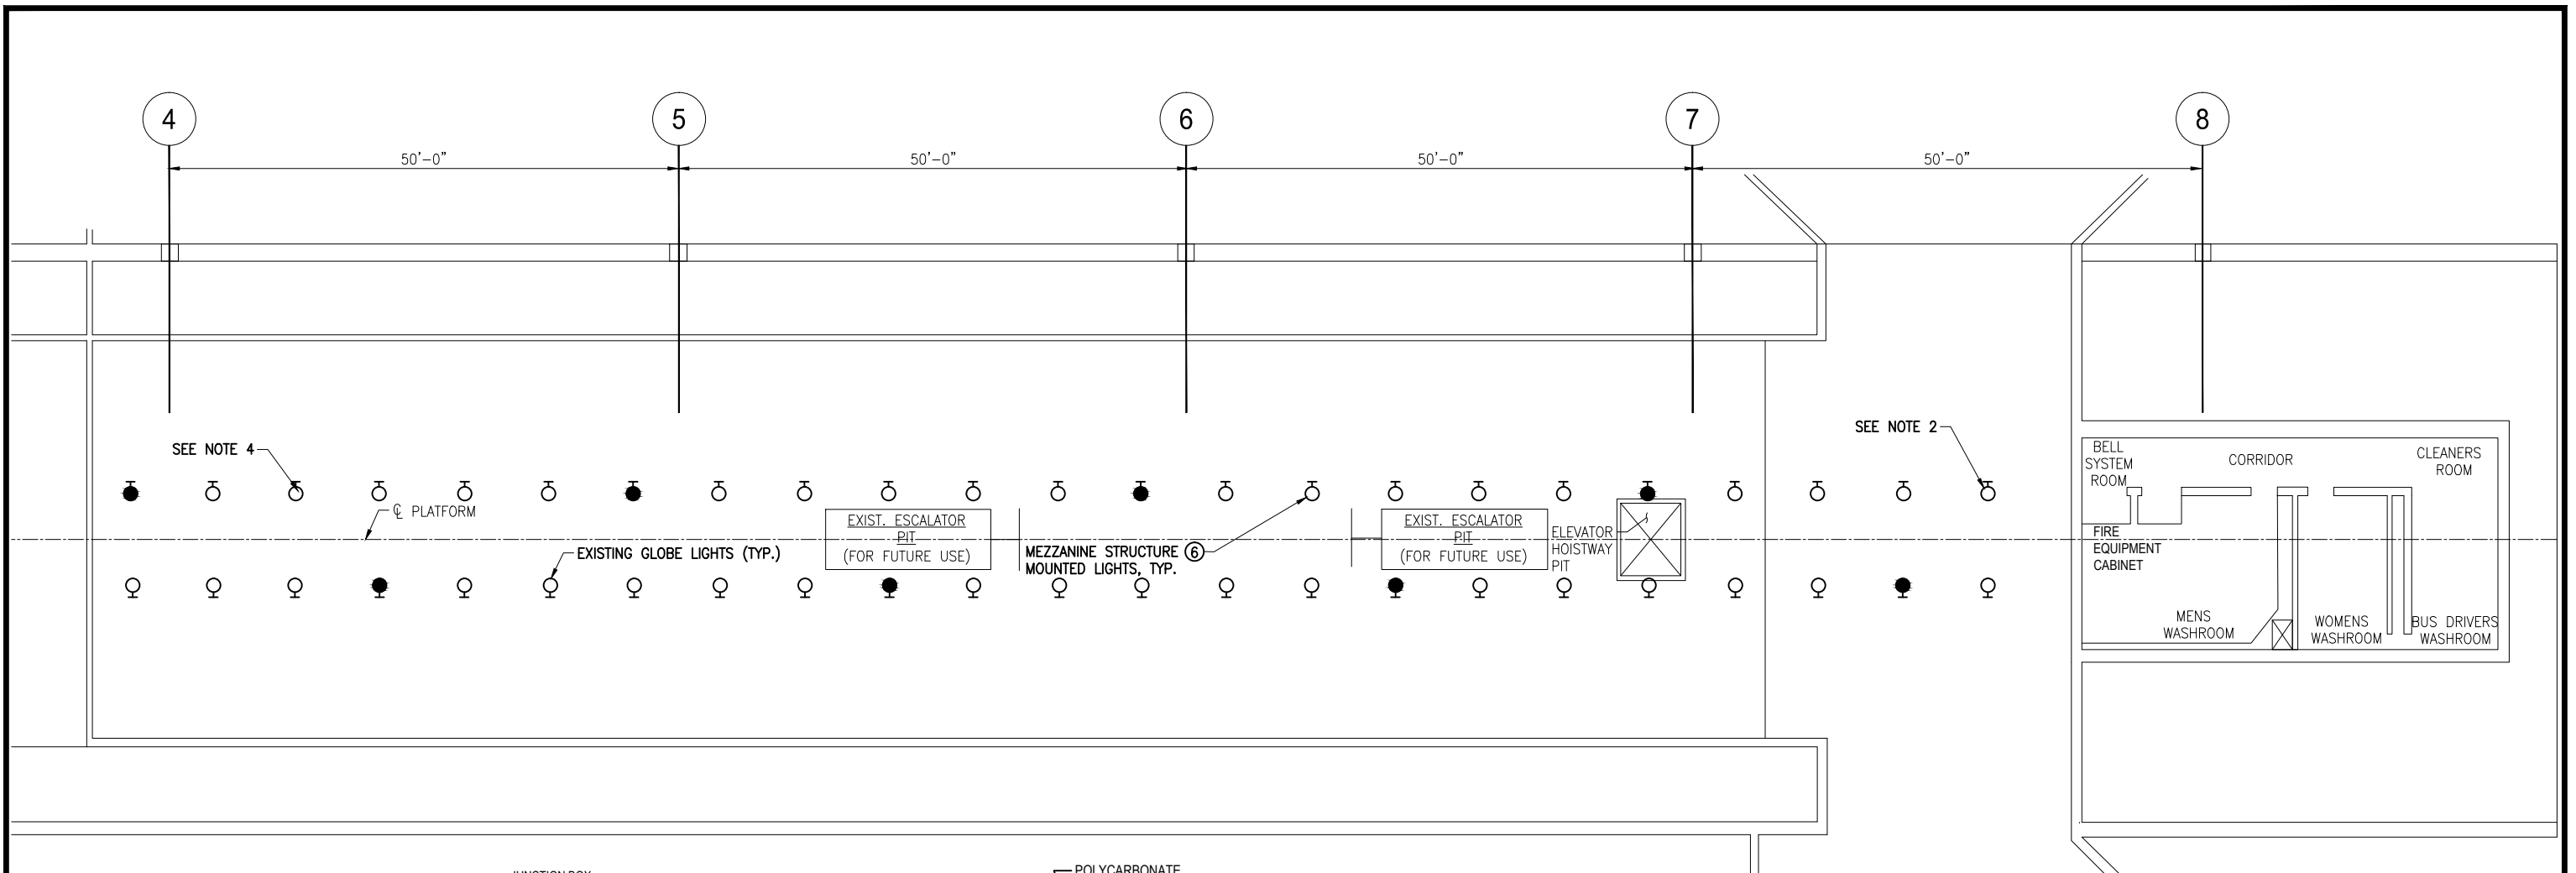 4
5
6
7
8
50'-0"
50'-0"
50'-0"
50'-0"
SEE NOTE 4
SEE NOTE 2
℄ PLATFORM
EXISTING GLOBE LIGHTS (TYP.)
EXIST. ESCALATOR
PIT
(FOR FUTURE USE)
MEZZANINE STRUCTURE 6
MOUNTED LIGHTS, TYP.
EXIST. ESCALATOR
PIT
(FOR FUTURE USE)
ELEVATOR
HOISTWAY
PIT
BELL
SYSTEM
ROOM
CORRIDOR
CLEANERS
ROOM
FIRE
EQUIPMENT
CABINET
MENS
WASHROOM
WOMENS
WASHROOM
BUS DRIVERS
WASHROOM
JUNCTION BOX
POLYCARBONATE